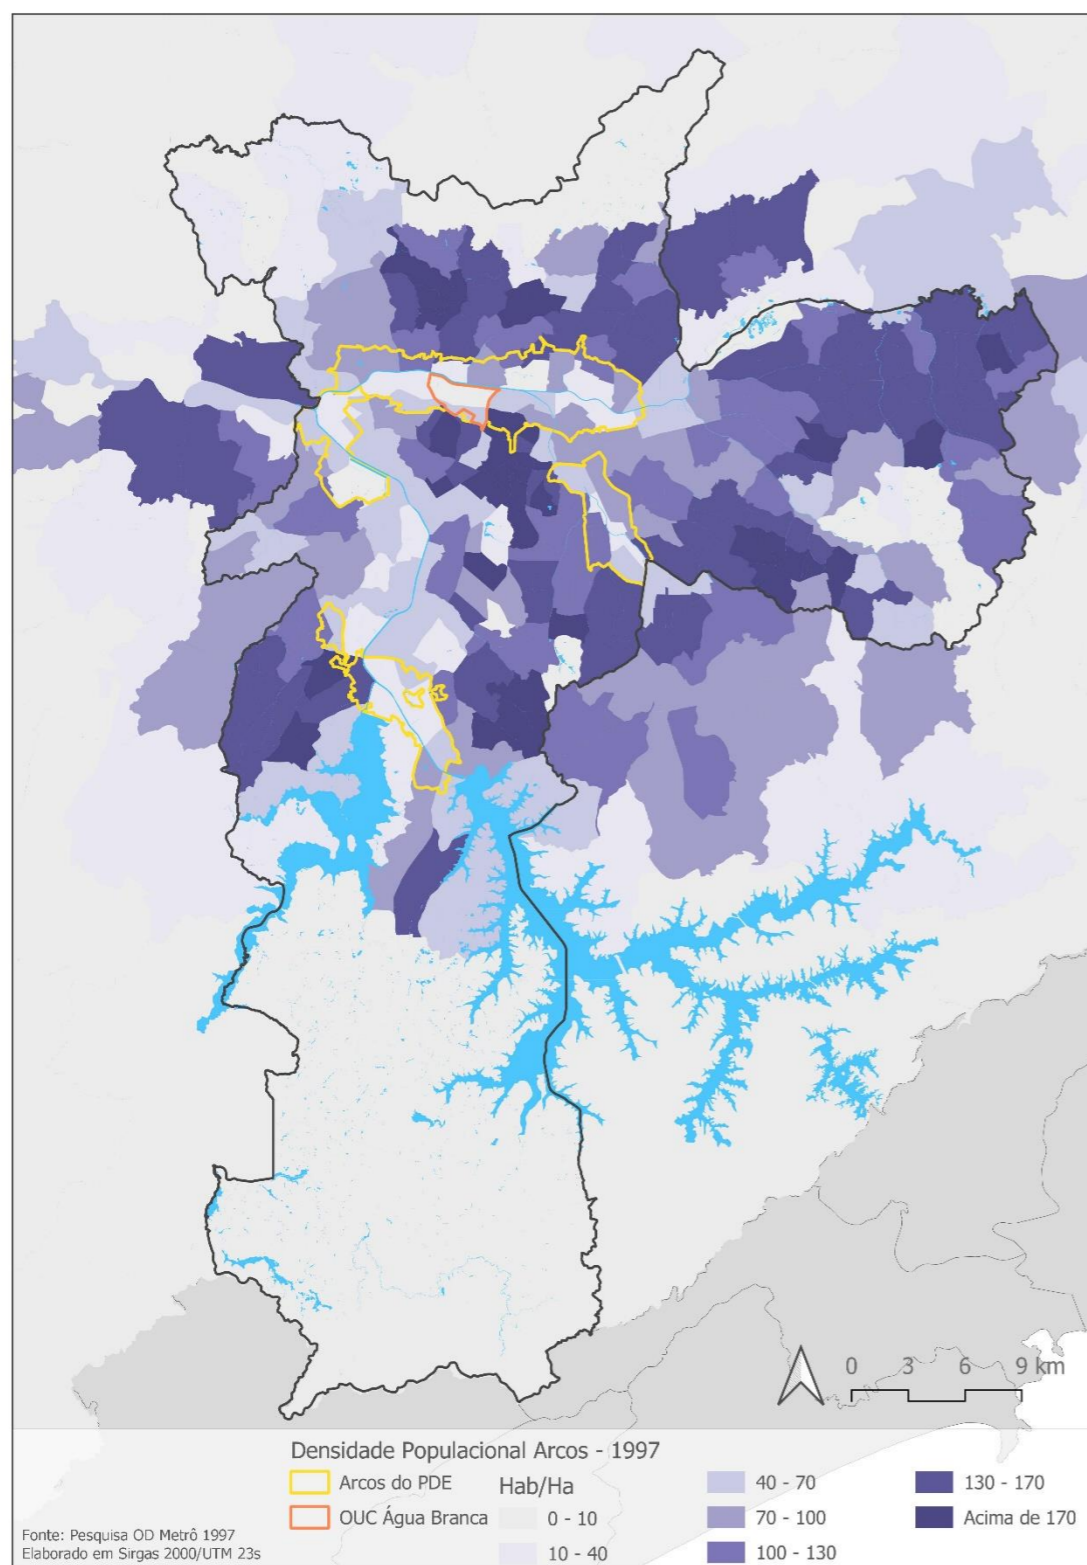 0 3 6 9 km
Densidade Populacional Arcos - 1997
Arcos do PDE
OUC Água Branca
Hab/Ha
0 - 10
10 - 40
40 - 70
70 - 100
100 - 130
130 - 170
Acima de 170
Fonte: Pesquisa OD Metrô 1997
Elaborado em Sirgas 2000/UTM 23s